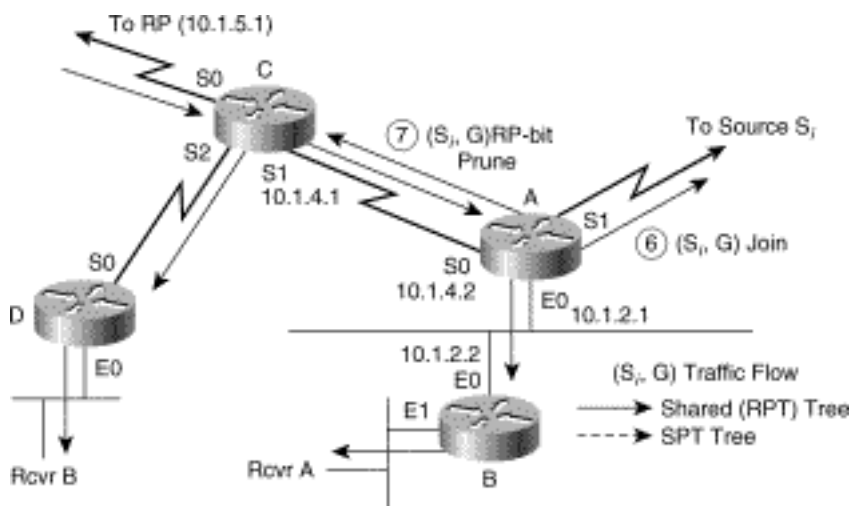 To RP (10.1.5.1)
S0
C
S2
S1
10.1.4.1
⑦ (Sᵢ, G)RP-bit
Prune
To Source Sᵢ
A
S1
⑥ (Sᵢ, G) Join
S0
10.1.4.2
E0
10.1.2.1
S0
D
E0
Rcvr B
10.1.2.2
E0
E1
Rcvr A
B
(Sᵢ, G) Traffic Flow
Shared (RPT) Tree
SPT Tree